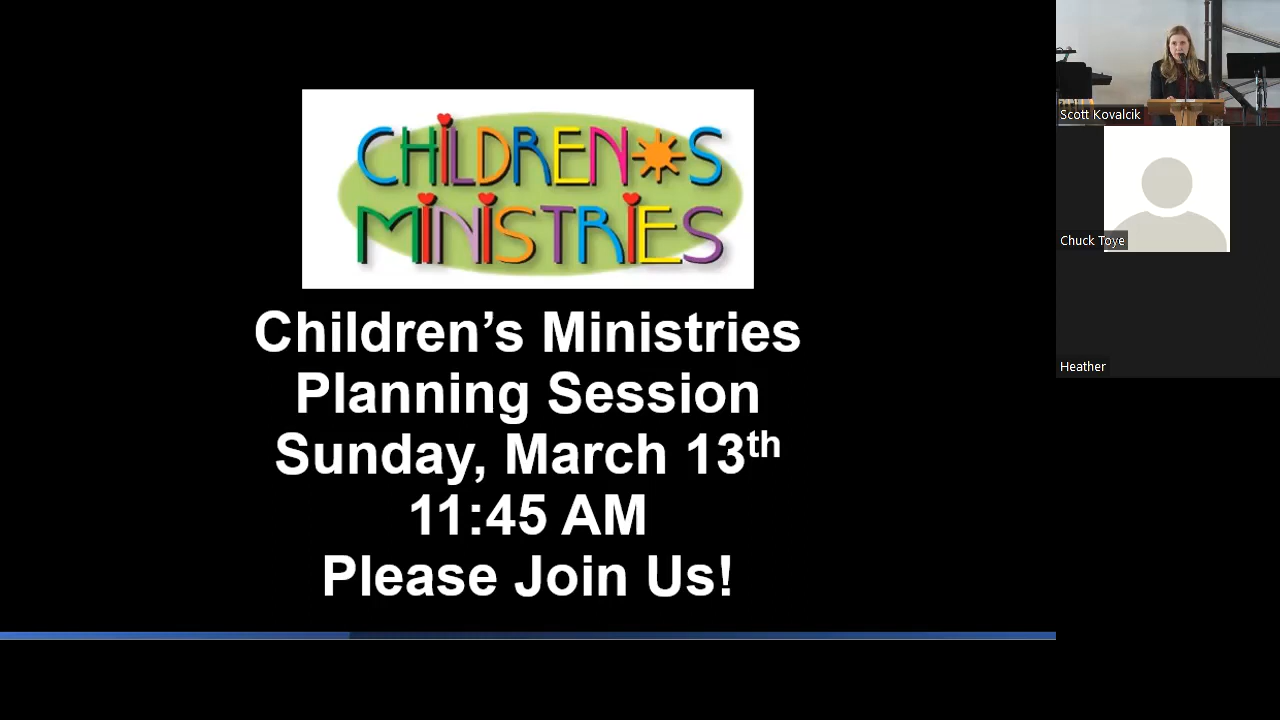 CHILDREN'S
MINISTRIES
Children’s Ministries
Planning Session
Sunday, March 13th
11:45 AM
Please Join Us!
Scott Kovalcik
Chuck Toye
Heather